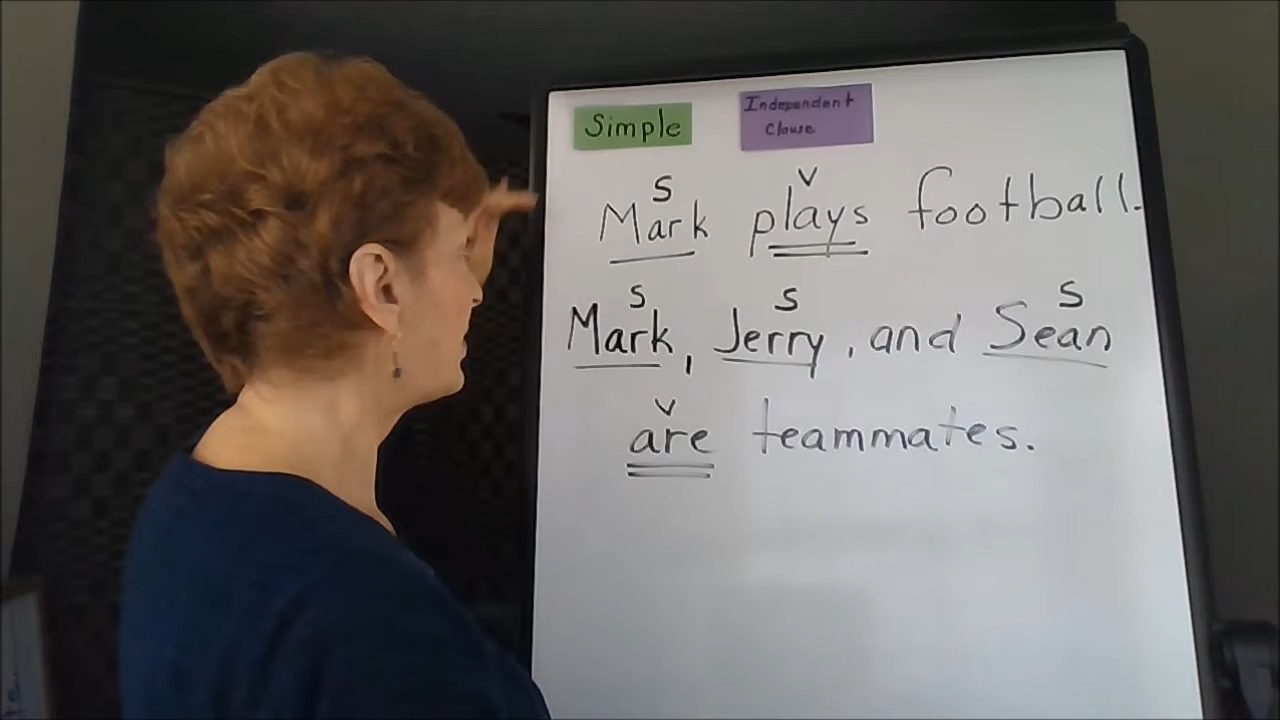 Simple
Independent
Clause
S V
Mark plays football.
S S S
Mark, Jerry, and Sean
V
are teammates.